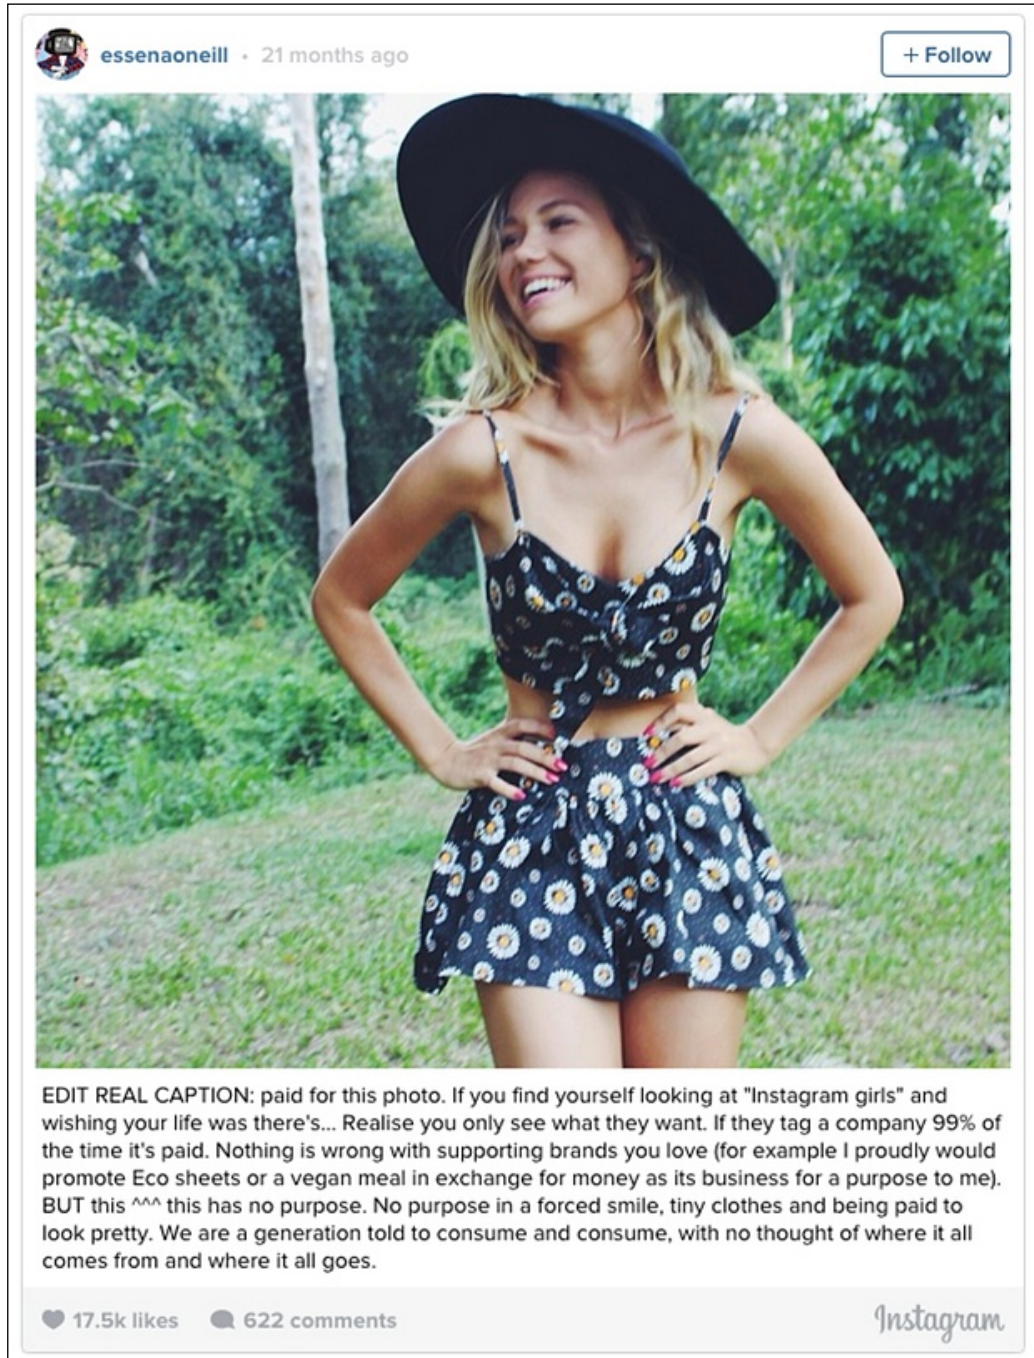 essenaoneill • 21 months ago
+ Follow
EDIT REAL CAPTION: paid for this photo. If you find yourself looking at "Instagram girls" and
wishing your life was there's... Realise you only see what they want. If they tag a company 99% of
the time it's paid. Nothing is wrong with supporting brands you love (for example I proudly would
promote Eco sheets or a vegan meal in exchange for money as its business for a purpose to me).
BUT this ^^^ this has no purpose. No purpose in a forced smile, tiny clothes and being paid to
look pretty. We are a generation told to consume and consume, with no thought of where it all
comes from and where it all goes.
17.5k likes 622 comments
Instagram